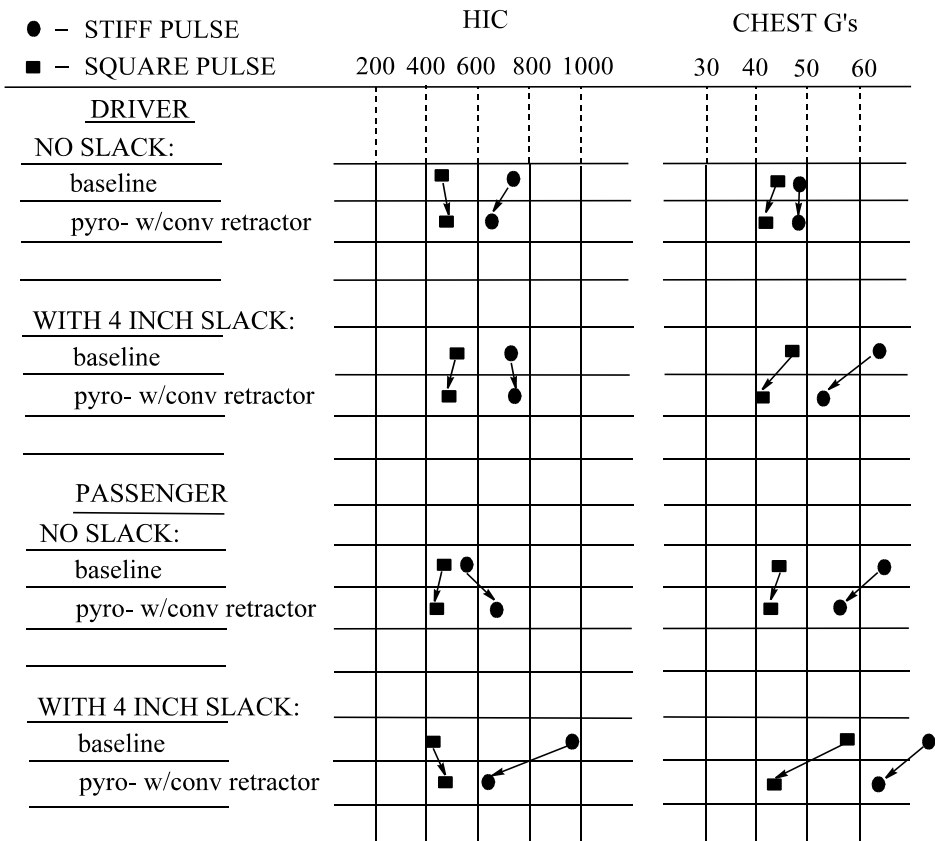 HIC
CHEST G's
● – STIFF PULSE
■ – SQUARE PULSE
200 400 600 800 1000
30 40 50 60
DRIVER
NO SLACK:
baseline
pyro- w/conv retractor
WITH 4 INCH SLACK:
baseline
pyro- w/conv retractor
PASSENGER
NO SLACK:
baseline
pyro- w/conv retractor
WITH 4 INCH SLACK:
baseline
pyro- w/conv retractor